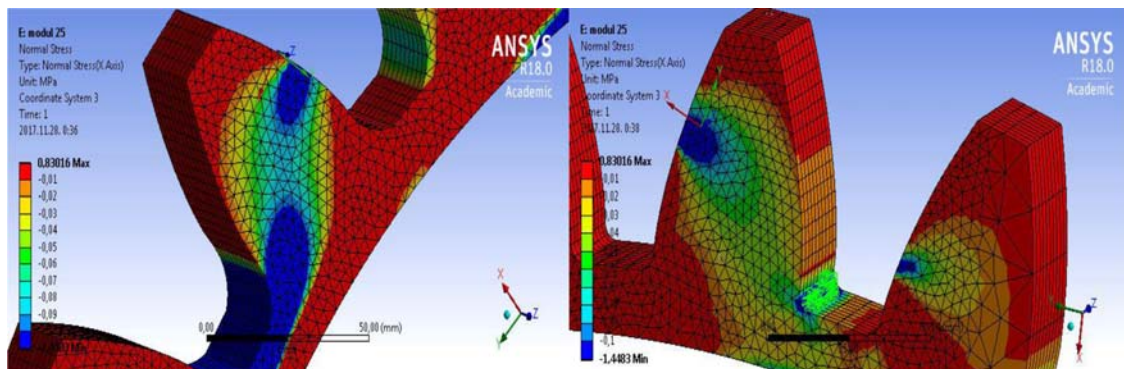 E: modul 25
Normal Stress
Type: Normal Stress(X Axis)
Unit: MPa
Coordinate System 3
Time: 1
2017.11.20. 0:36
0,83016 Max
-0,01
-0,02
-0,03
-0,04
-0,05
-0,06
-0,07
-0,08
-0,09
Z
ANSYS
R18.0
Academic
X
Y
Z
0,00
50,00 (mm)
E: modul 25
Normal Stress
Type: Normal Stress(X Axis)
Unit: MPa
Coordinate System 3
Time: 1
2017.11.20. 0:38
0,83016 Max
-0,01
-0,02
-0,03
-0,1
-1,4483 Min
X
Y
ANSYS
R18.0
Academic
X